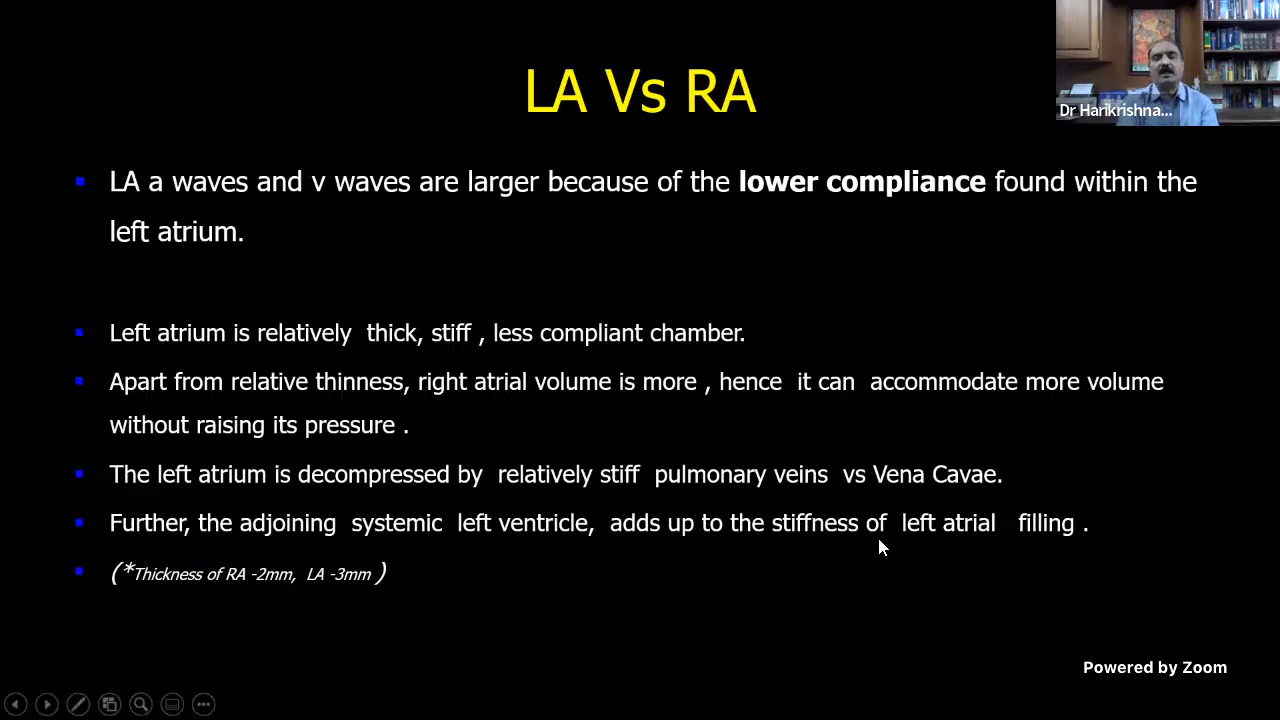 LA Vs RA
Dr Harikrishna...
LA a waves and v waves are larger because of the lower compliance found within the
left atrium.
Left atrium is relatively thick, stiff , less compliant chamber.
Apart from relative thinness, right atrial volume is more , hence it can accommodate more volume
without raising its pressure .
The left atrium is decompressed by relatively stiff pulmonary veins vs Vena Cavae.
Further, the adjoining systemic left ventricle, adds up to the stiffness of left atrial filling .
(*Thickness of RA -2mm, LA -3mm )
Powered by Zoom